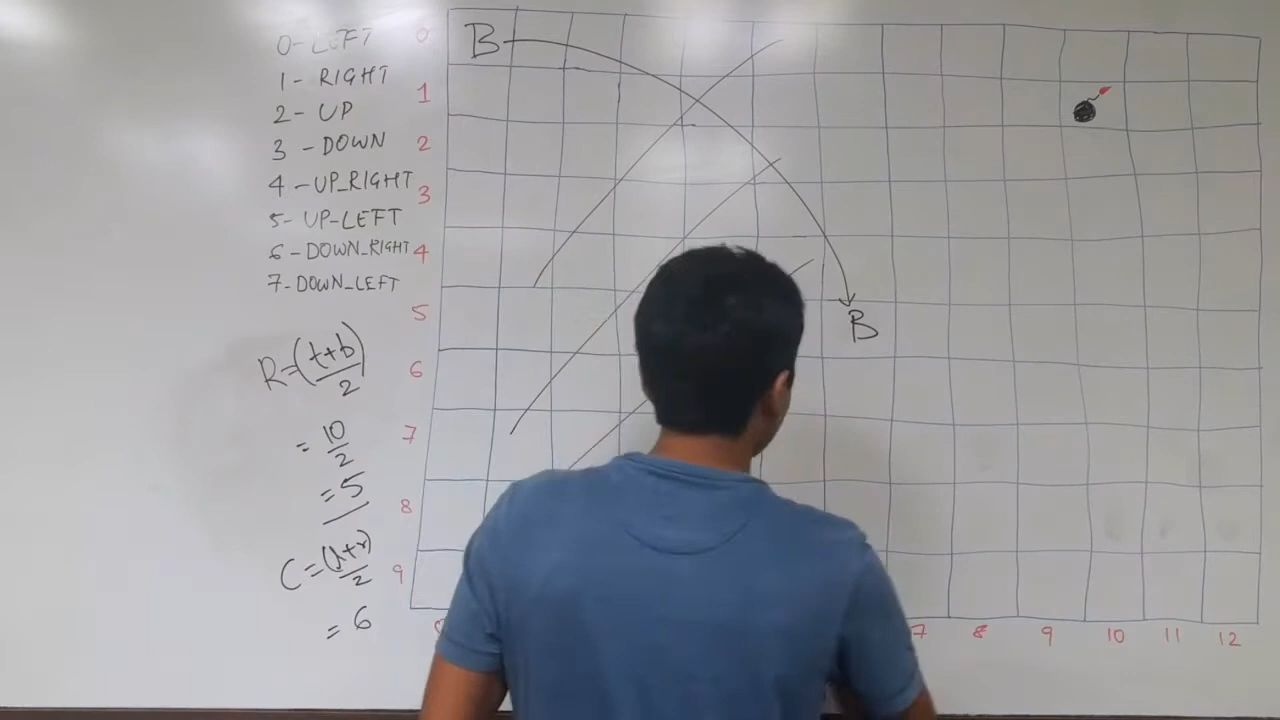 0-LEFT
1 - RIGHT
2 - UP
3 - DOWN
4 - UP_RIGHT
5 - UP-LEFT
6 - DOWN_RIGHT
7 - DOWN_LEFT
R=(t+b)/2
= 10/2
= 5
C=(l+r)/2
= 6
0
1
2
3
4
5
6
7
8
9
B
B
7 8 9 10 11 12